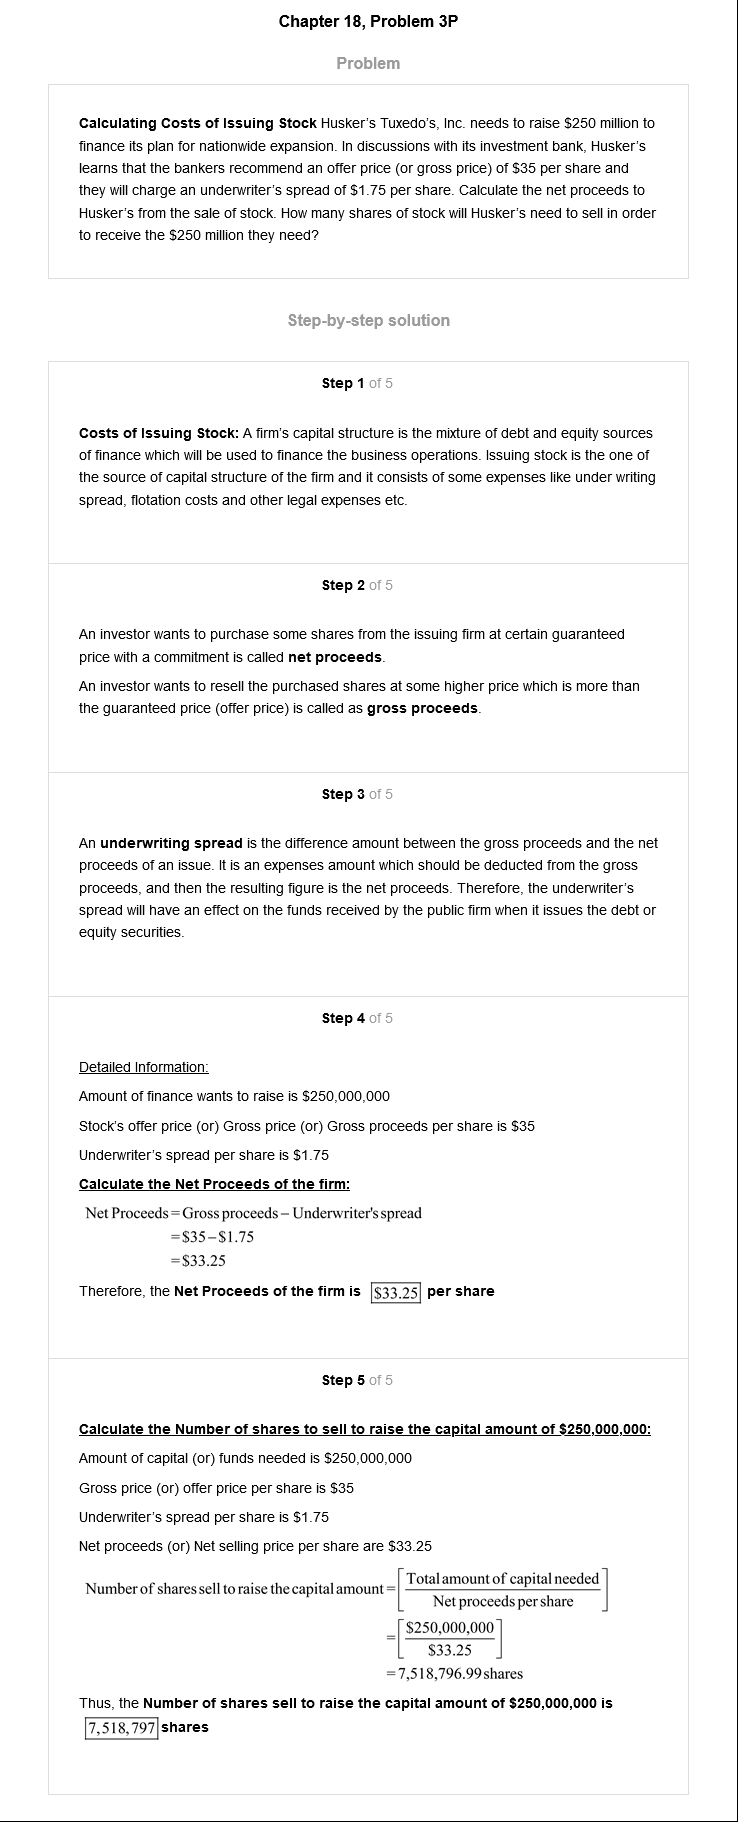 Chapter 18, Problem 3P
Problem
Calculating Costs of Issuing Stock Husker's Tuxedo's, Inc. needs to raise $250 million to
finance its plan for nationwide expansion. In discussions with its investment bank, Husker's
learns that the bankers recommend an offer price (or gross price) of $35 per share and
they will charge an underwriter's spread of $1.75 per share. Calculate the net proceeds to
Husker's from the sale of stock. How many shares of stock will Husker's need to sell in order
to receive the $250 million they need?
Step-by-step solution
Step 1 of 5
Costs of Issuing Stock: A firm's capital structure is the mixture of debt and equity sources
of finance which will be used to finance the business operations. Issuing stock is the one of
the source of capital structure of the firm and it consists of some expenses like under writing
spread, flotation costs and other legal expenses etc.
Step 2 of 5
An investor wants to purchase some shares from the issuing firm at certain guaranteed
price with a commitment is called net proceeds.
An investor wants to resell the purchased shares at some higher price which is more than
the guaranteed price (offer price) is called as gross proceeds.
Step 3 of 5
An underwriting spread is the difference amount between the gross proceeds and the net
proceeds of an issue. It is an expenses amount which should be deducted from the gross
proceeds, and then the resulting figure is the net proceeds. Therefore, the underwriter's
spread will have an effect on the funds received by the public firm when it issues the debt or
equity securities.
Step 4 of 5
Detailed Information:
Amount of finance wants to raise is $250,000,000
Stock's offer price (or) Gross price (or) Gross proceeds per share is $35
Underwriter's spread per share is $1.75
Calculate the Net Proceeds of the firm:
Net Proceeds = Gross proceeds – Underwriter's spread
= $35 – $1.75
= $33.25
Therefore, the Net Proceeds of the firm is $33.25 per share
Step 5 of 5
Calculate the Number of shares to sell to raise the capital amount of $250,000,000:
Amount of capital (or) funds needed is $250,000,000
Gross price (or) offer price per share is $35
Underwriter's spread per share is $1.75
Net proceeds (or) Net selling price per share are $33.25
Number of shares sell to raise the capital amount = [Total amount of capital needed
Net proceeds per share]
= [$250,000,000
$33.25]
= 7,518,796.99 shares
Thus, the Number of shares sell to raise the capital amount of $250,000,000 is
7,518,797 shares